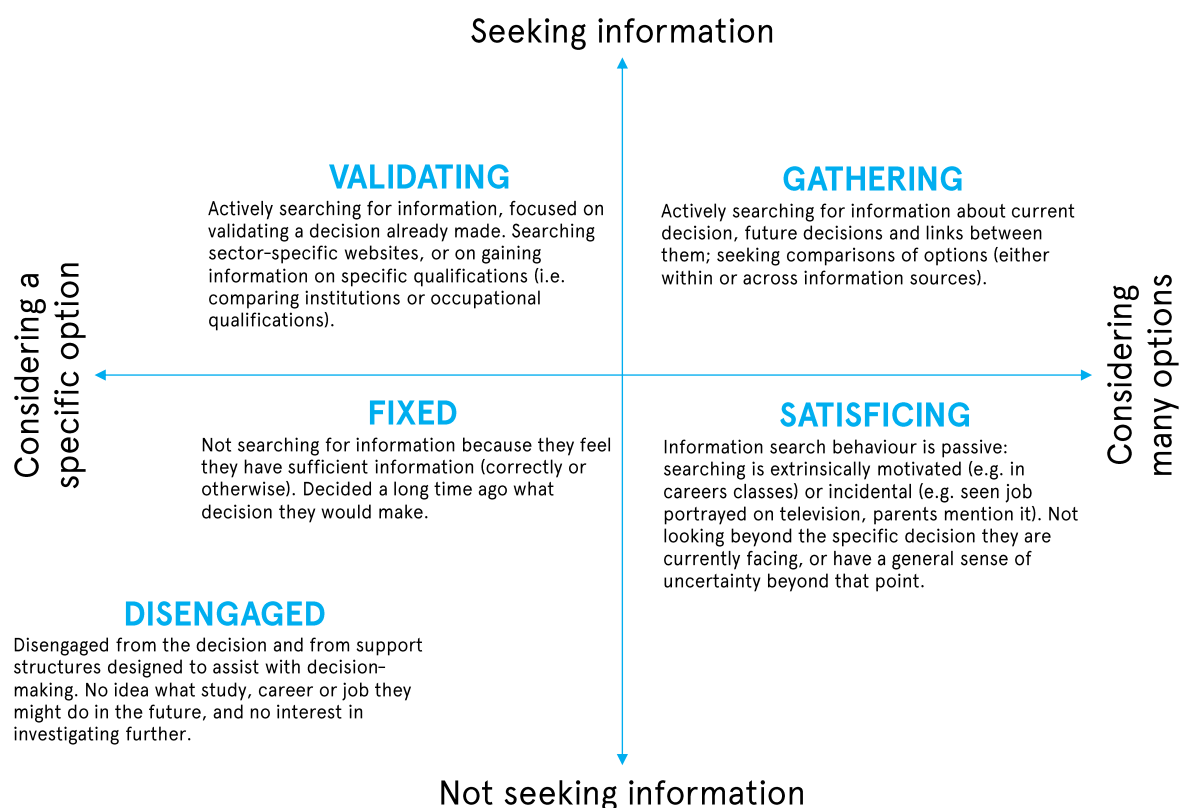 Seeking information
VALIDATING
Actively searching for information, focused on
validating a decision already made. Searching
sector-specific websites, or on gaining
information on specific qualifications (i.e.
comparing institutions or occupational
qualifications).
GATHERING
Actively searching for information about current
decision, future decisions and links between
them; seeking comparisons of options (either
within or across information sources).
Considering a
specific option
Considering
many options
FIXED
Not searching for information because they feel
they have sufficient information (correctly or
otherwise). Decided a long time ago what
decision they would make.
SATISFICING
Information search behaviour is passive:
searching is extrinsically motivated (e.g. in
careers classes) or incidental (e.g. seen job
portrayed on television, parents mention it). Not
looking beyond the specific decision they are
currently facing, or have a general sense of
uncertainty beyond that point.
DISENGAGED
Disengaged from the decision and from support
structures designed to assist with decision-
making. No idea what study, career or job they
might do in the future, and no interest in
investigating further.
Not seeking information